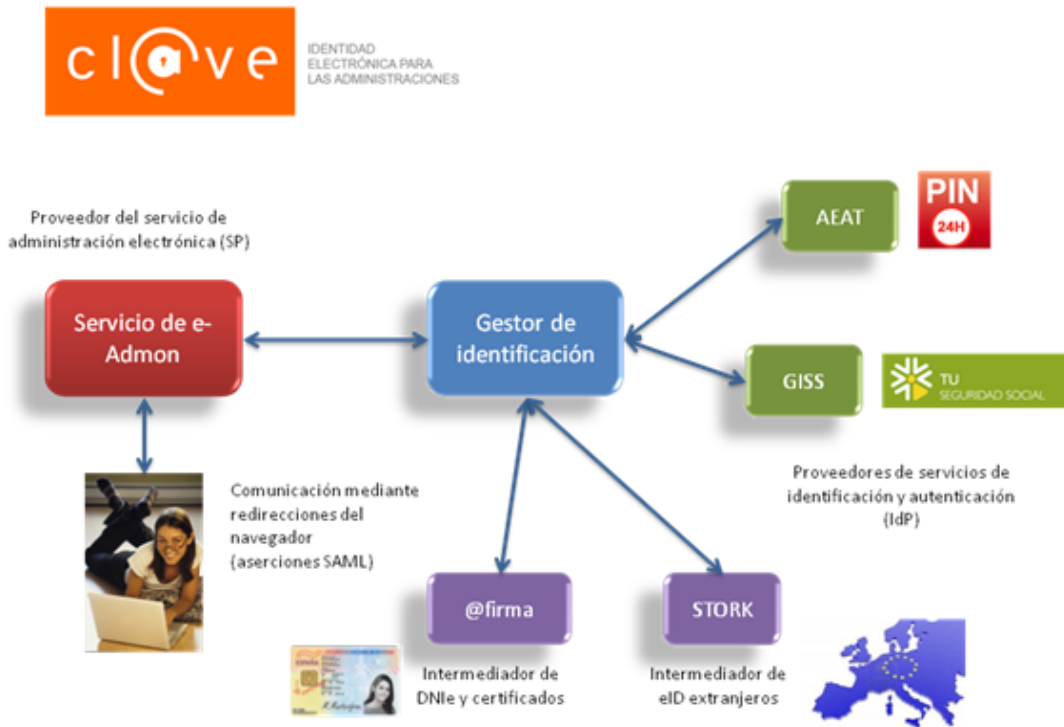 cl@ve
IDENTIDAD
ELECTRÓNICA PARA
LAS ADMINISTRACIONES
Proveedor del servicio de
administración electrónica (SP)
Servicio de e-
Admon
Gestor de
identificación
AEAT
PIN
24H
GISS
TU
SEGURIDAD SOCIAL
Proveedores de servicios de
identificación y autenticación
(IdP)
Comunicación mediante
redirecciones del
navegador
(aserciones SAML)
@firma
STORK
ESPAÑA
Intermediador de
DNIe y certificados
Intermediador de
eID extranjeros